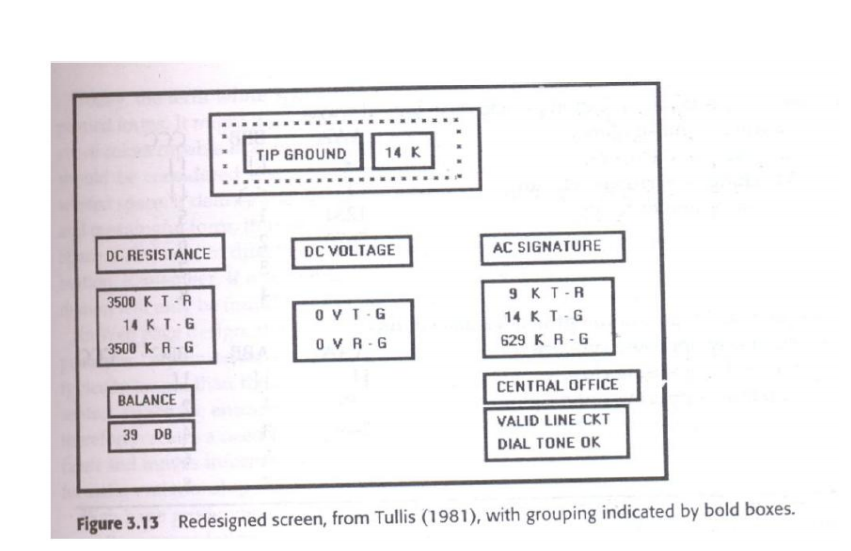 TIP GROUND 14 K
DC RESISTANCE DC VOLTAGE AC SIGNATURE
3500 K T-R
14 K T-G
3500 K R-G
0 V T-G
0 V R-G
9 K T-R
14 K T-G
629 K R-G
BALANCE
39 DB
CENTRAL OFFICE
VALID LINE CKT
DIAL TONE OK
Figure 3.13 Redesigned screen, from Tullis (1981), with grouping indicated by bold boxes.